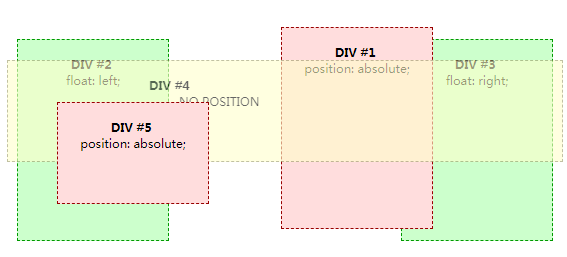 DIV #1
position: absolute;
DIV #2
float: left;
DIV #3
float: right;
DIV #4
NO POSITION
DIV #5
position: absolute;